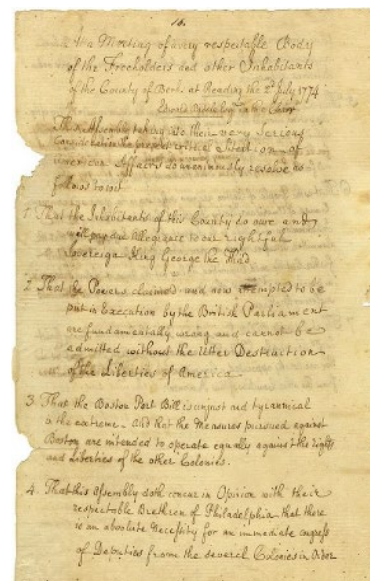 At a Meeting of a very respectable Body
of the Freeholders and other Inhabitants
of the County of Berks at Reading the 2d July 1774
Esqr in the Chair
This Assembly taking into their very serious
Consideration the present critical Situation of
American Affairs do unanimously resolve as
follows to wit
1. That the Inhabitants of this County do owe and
will pay due Allegiance to our rightful
Sovereign King George the Third
2. That the Powers claimed and now attempted to be
put in Execution by the British Parliament
are fundamentally wrong and cannot be
admitted without the Utter Destruction
of the Liberties of America
3. That the Boston Port Bill is unjust and tyrannical
in the extreme. And that the Measures pursued against
Boston are intended to operate equally against the rights
and Liberties of the other Colonies.
4. That this Assembly doth concur in Opinion with their
respectable Brethren of Philadelphia that there
is an absolute Necessity for an immediate congress
of Deputies from the several Colonies in Order